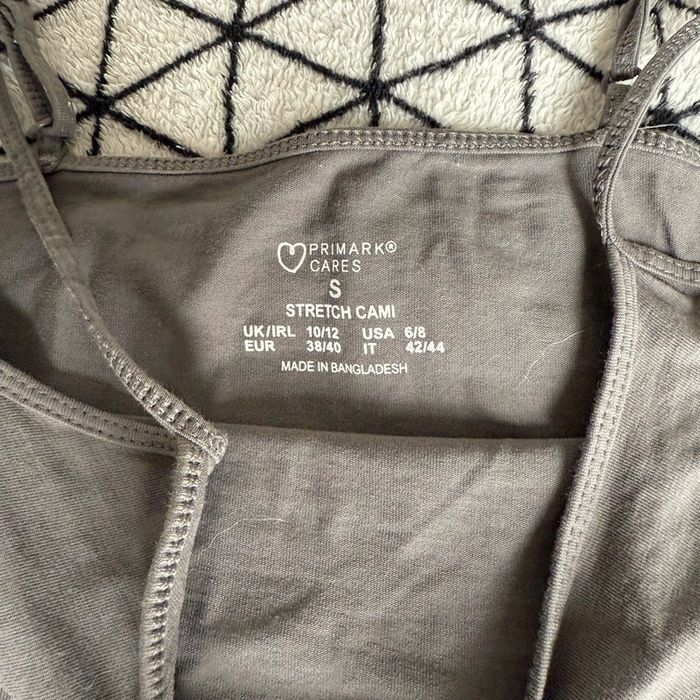 PRIMARK®
CARES
S
STRETCH CAMI
UK/IRL 10/12 USA 6/8
EUR 38/40 IT 42/44
MADE IN BANGLADESH